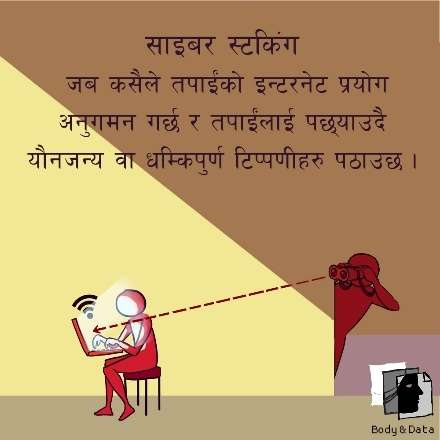 साइबर स्टकिंग
जब कसैले तपाईंको इन्टरनेट प्रयोग
अनुगमन गर्छ र तपाईंलाई पछ्याउदै
यौनजन्य वा धम्किपुर्ण टिप्पणीहरु पठाउछ ।
Body & Data